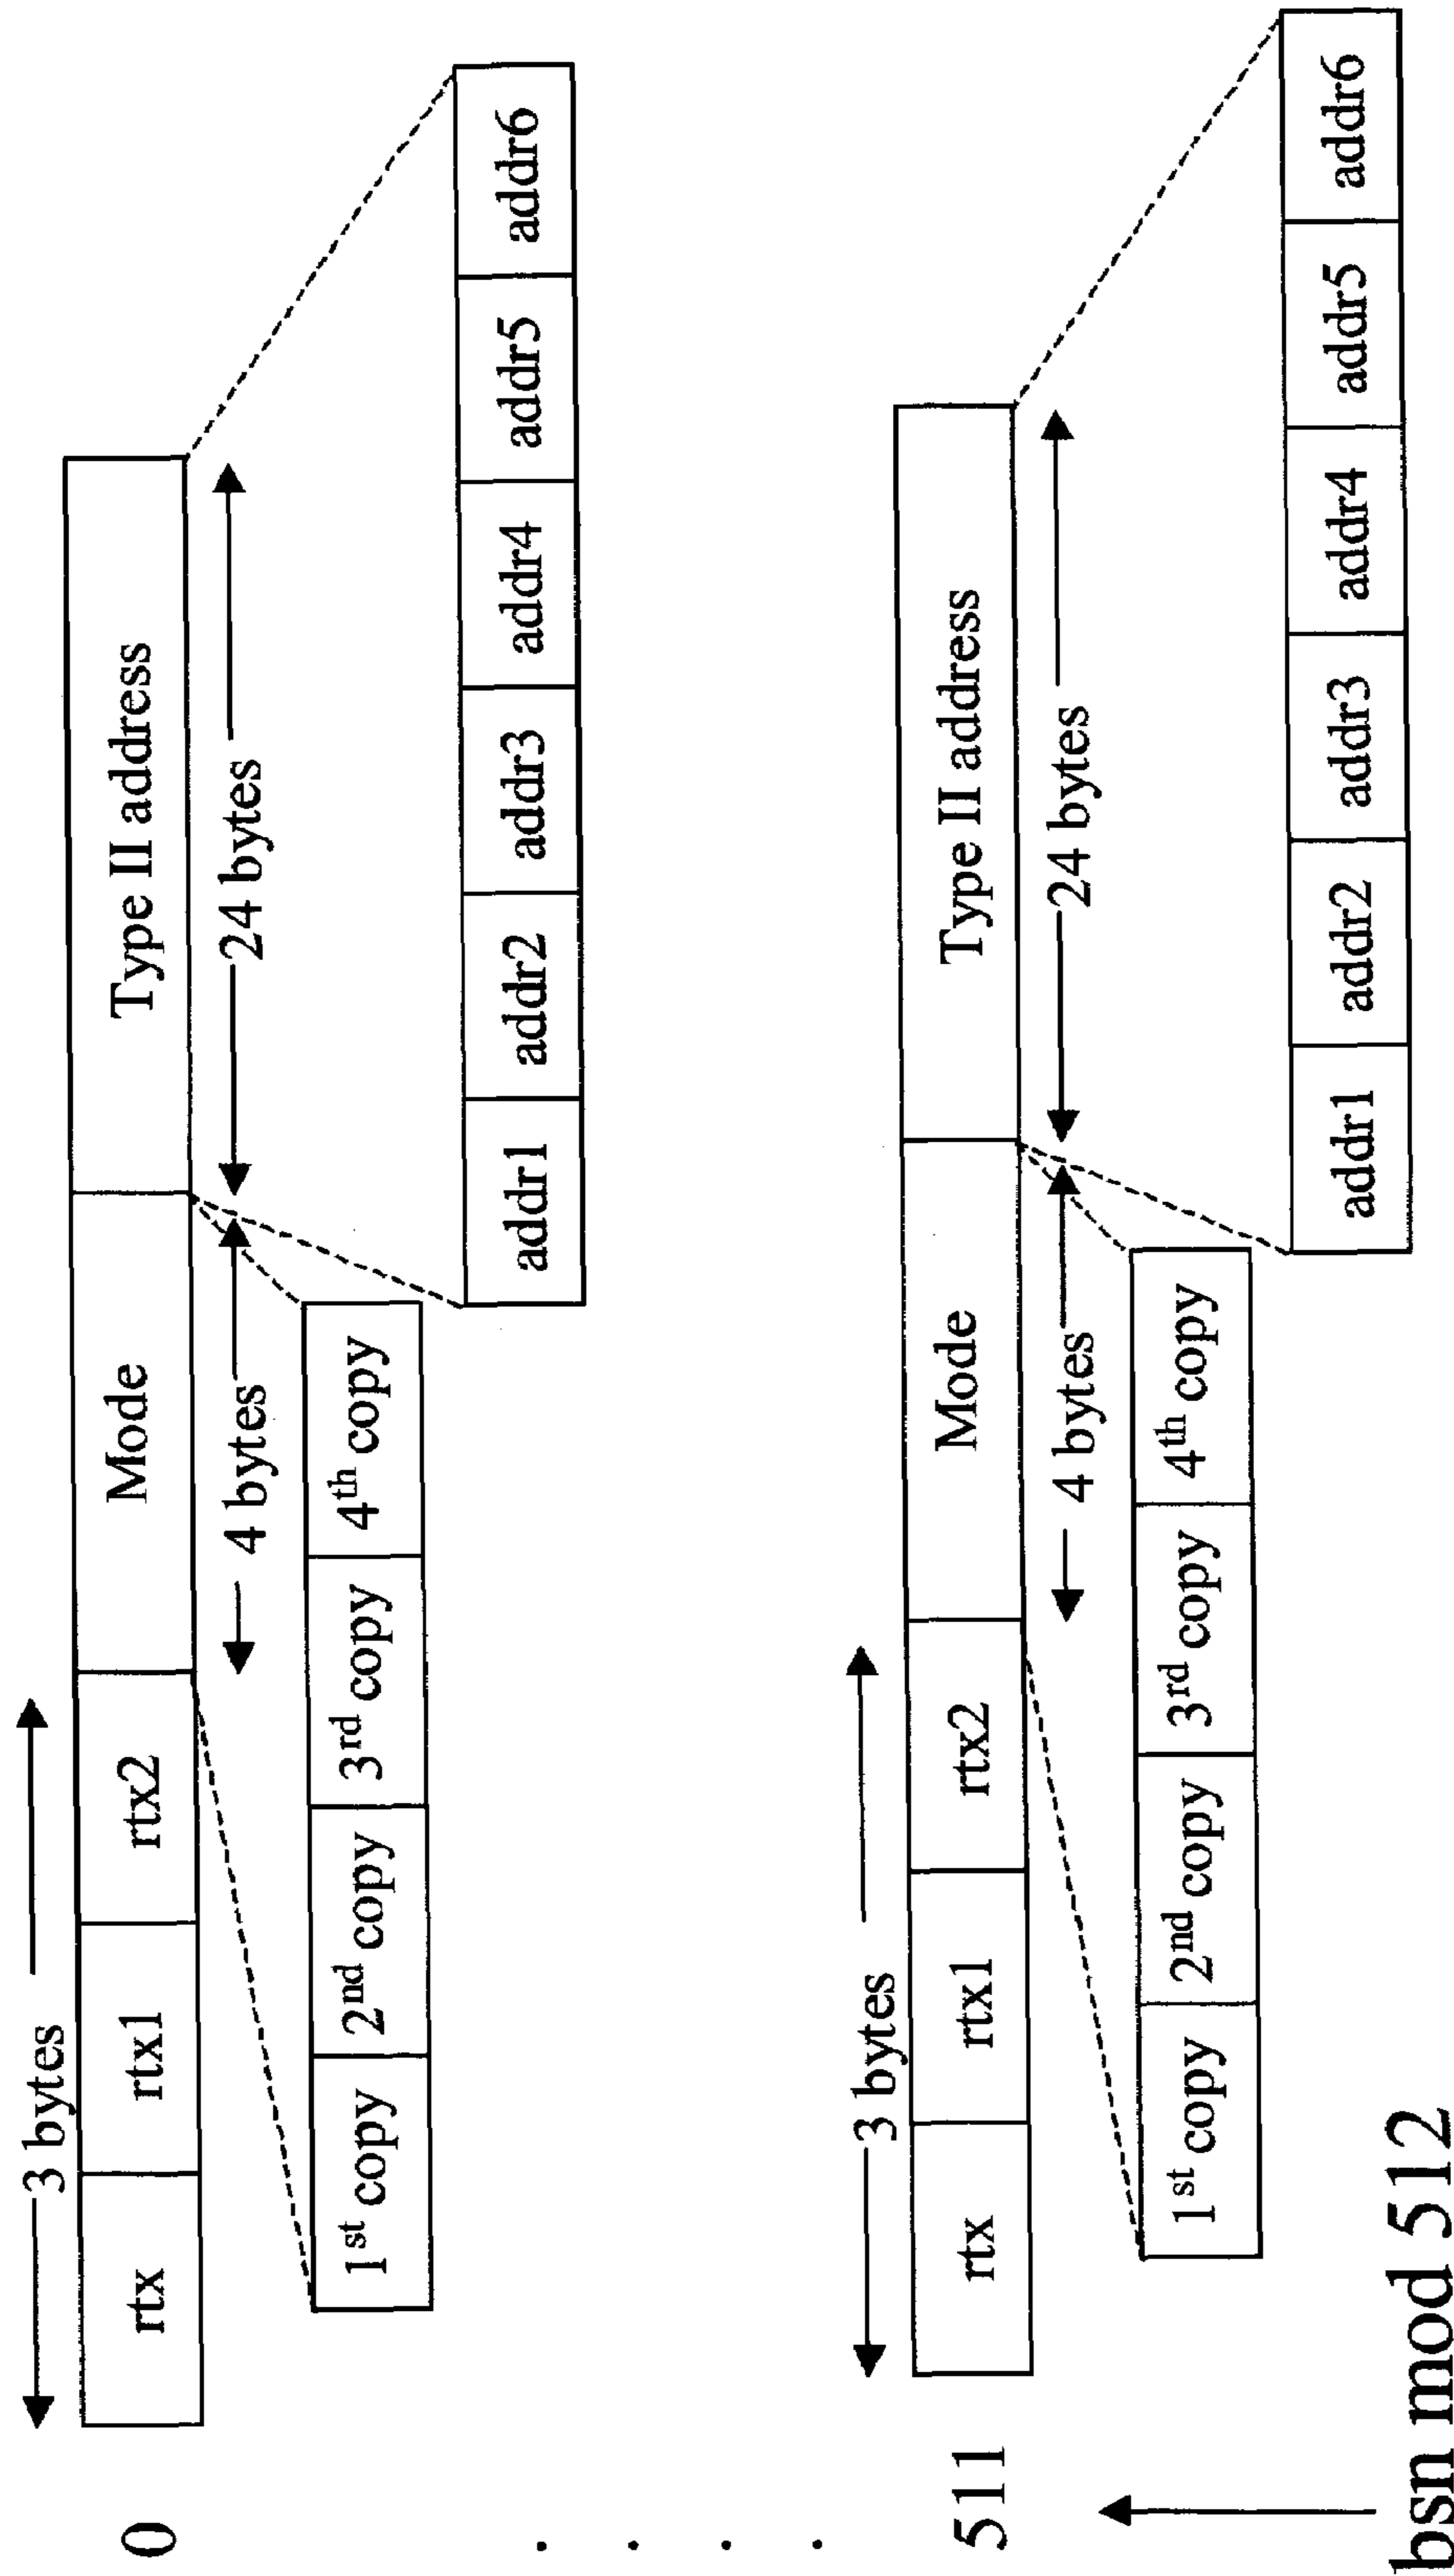 3 bytes
0 rtx rtx1 rtx2 Mode Type II address
4 bytes 24 bytes
1st copy 2nd copy 3rd copy 4th copy
addr1 addr2 addr3 addr4 addr5 addr6
. . . .
3 bytes
511 rtx rtx1 rtx2 Mode Type II address
4 bytes 24 bytes
1st copy 2nd copy 3rd copy 4th copy
addr1 addr2 addr3 addr4 addr5 addr6
bsn mod 512